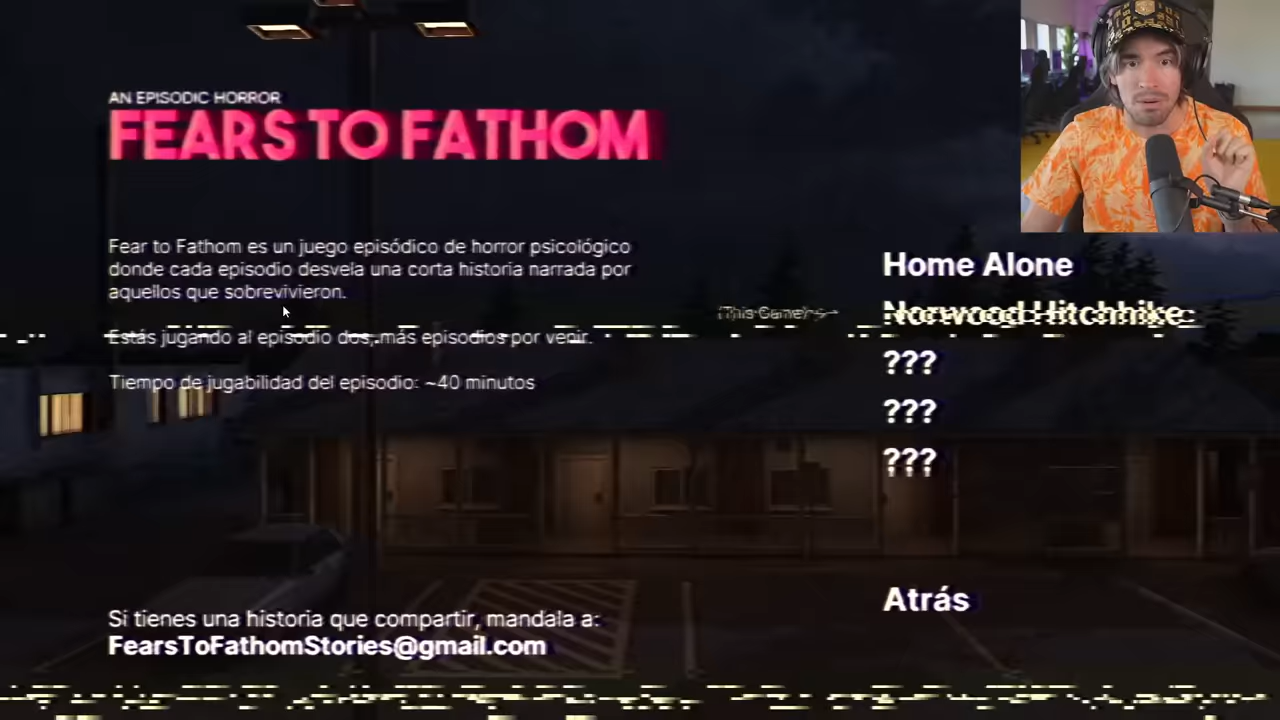 AN EPISODIC HORROR
FEARS TO FATHOM
Fear to Fathom es un juego episódico de horror psicológico
donde cada episodio desvela una corta historia narrada por
aquellos que sobrevivieron.
Estás jugando al episodio dos, más episodios por venir.
Tiempo de jugabilidad del episodio: ~40 minutos
Home Alone
(This Game) -> Norwood Hitchhike
???
???
???
Atrás
Si tienes una historia que compartir, mandala a:
FearsToFathomStories@gmail.com